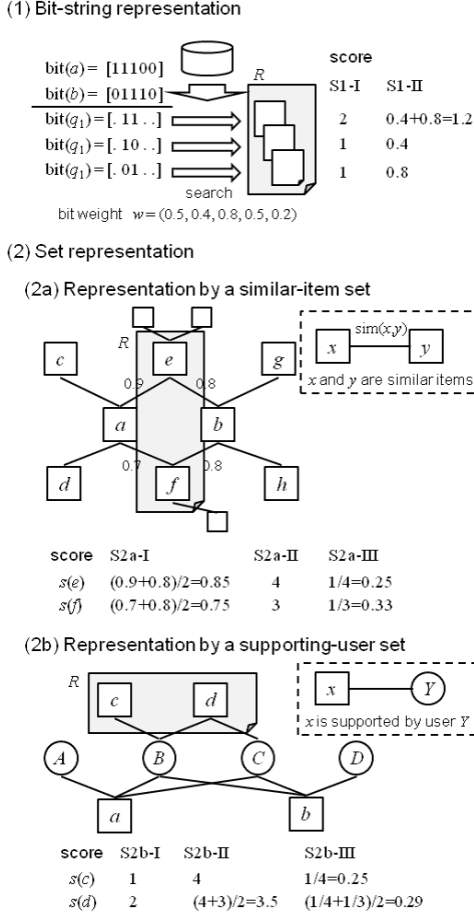 (1) Bit-string representation
bit(a) = [11100]
bit(b) = [01110]
bit(q1)=[. 11 . .]
bit(q1)=[. 10 . .]
bit(q1)=[. 01 . .]
search
R
score
S1-I S1-II
2 0.4+0.8=1.2
1 0.4
1 0.8
bit weight w=(0.5, 0.4, 0.8, 0.5, 0.2)
(2) Set representation
(2a) Representation by a similar-item set
R
c e g
0.9 0.8
a b
0.7 0.8
d f h
sim(x,y)
x y
x and y are similar items
score S2a-I S2a-II S2a-III
s(e) (0.9+0.8)/2=0.85 4 1/4=0.25
s(f) (0.7+0.8)/2=0.75 3 1/3=0.33
(2b) Representation by a supporting-user set
R
c d
A B C D
a b
x Y
x is supported by user Y
score S2b-I S2b-II S2b-III
s(c) 1 4 1/4=0.25
s(d) 2 (4+3)/2=3.5 (1/4+1/3)/2=0.29